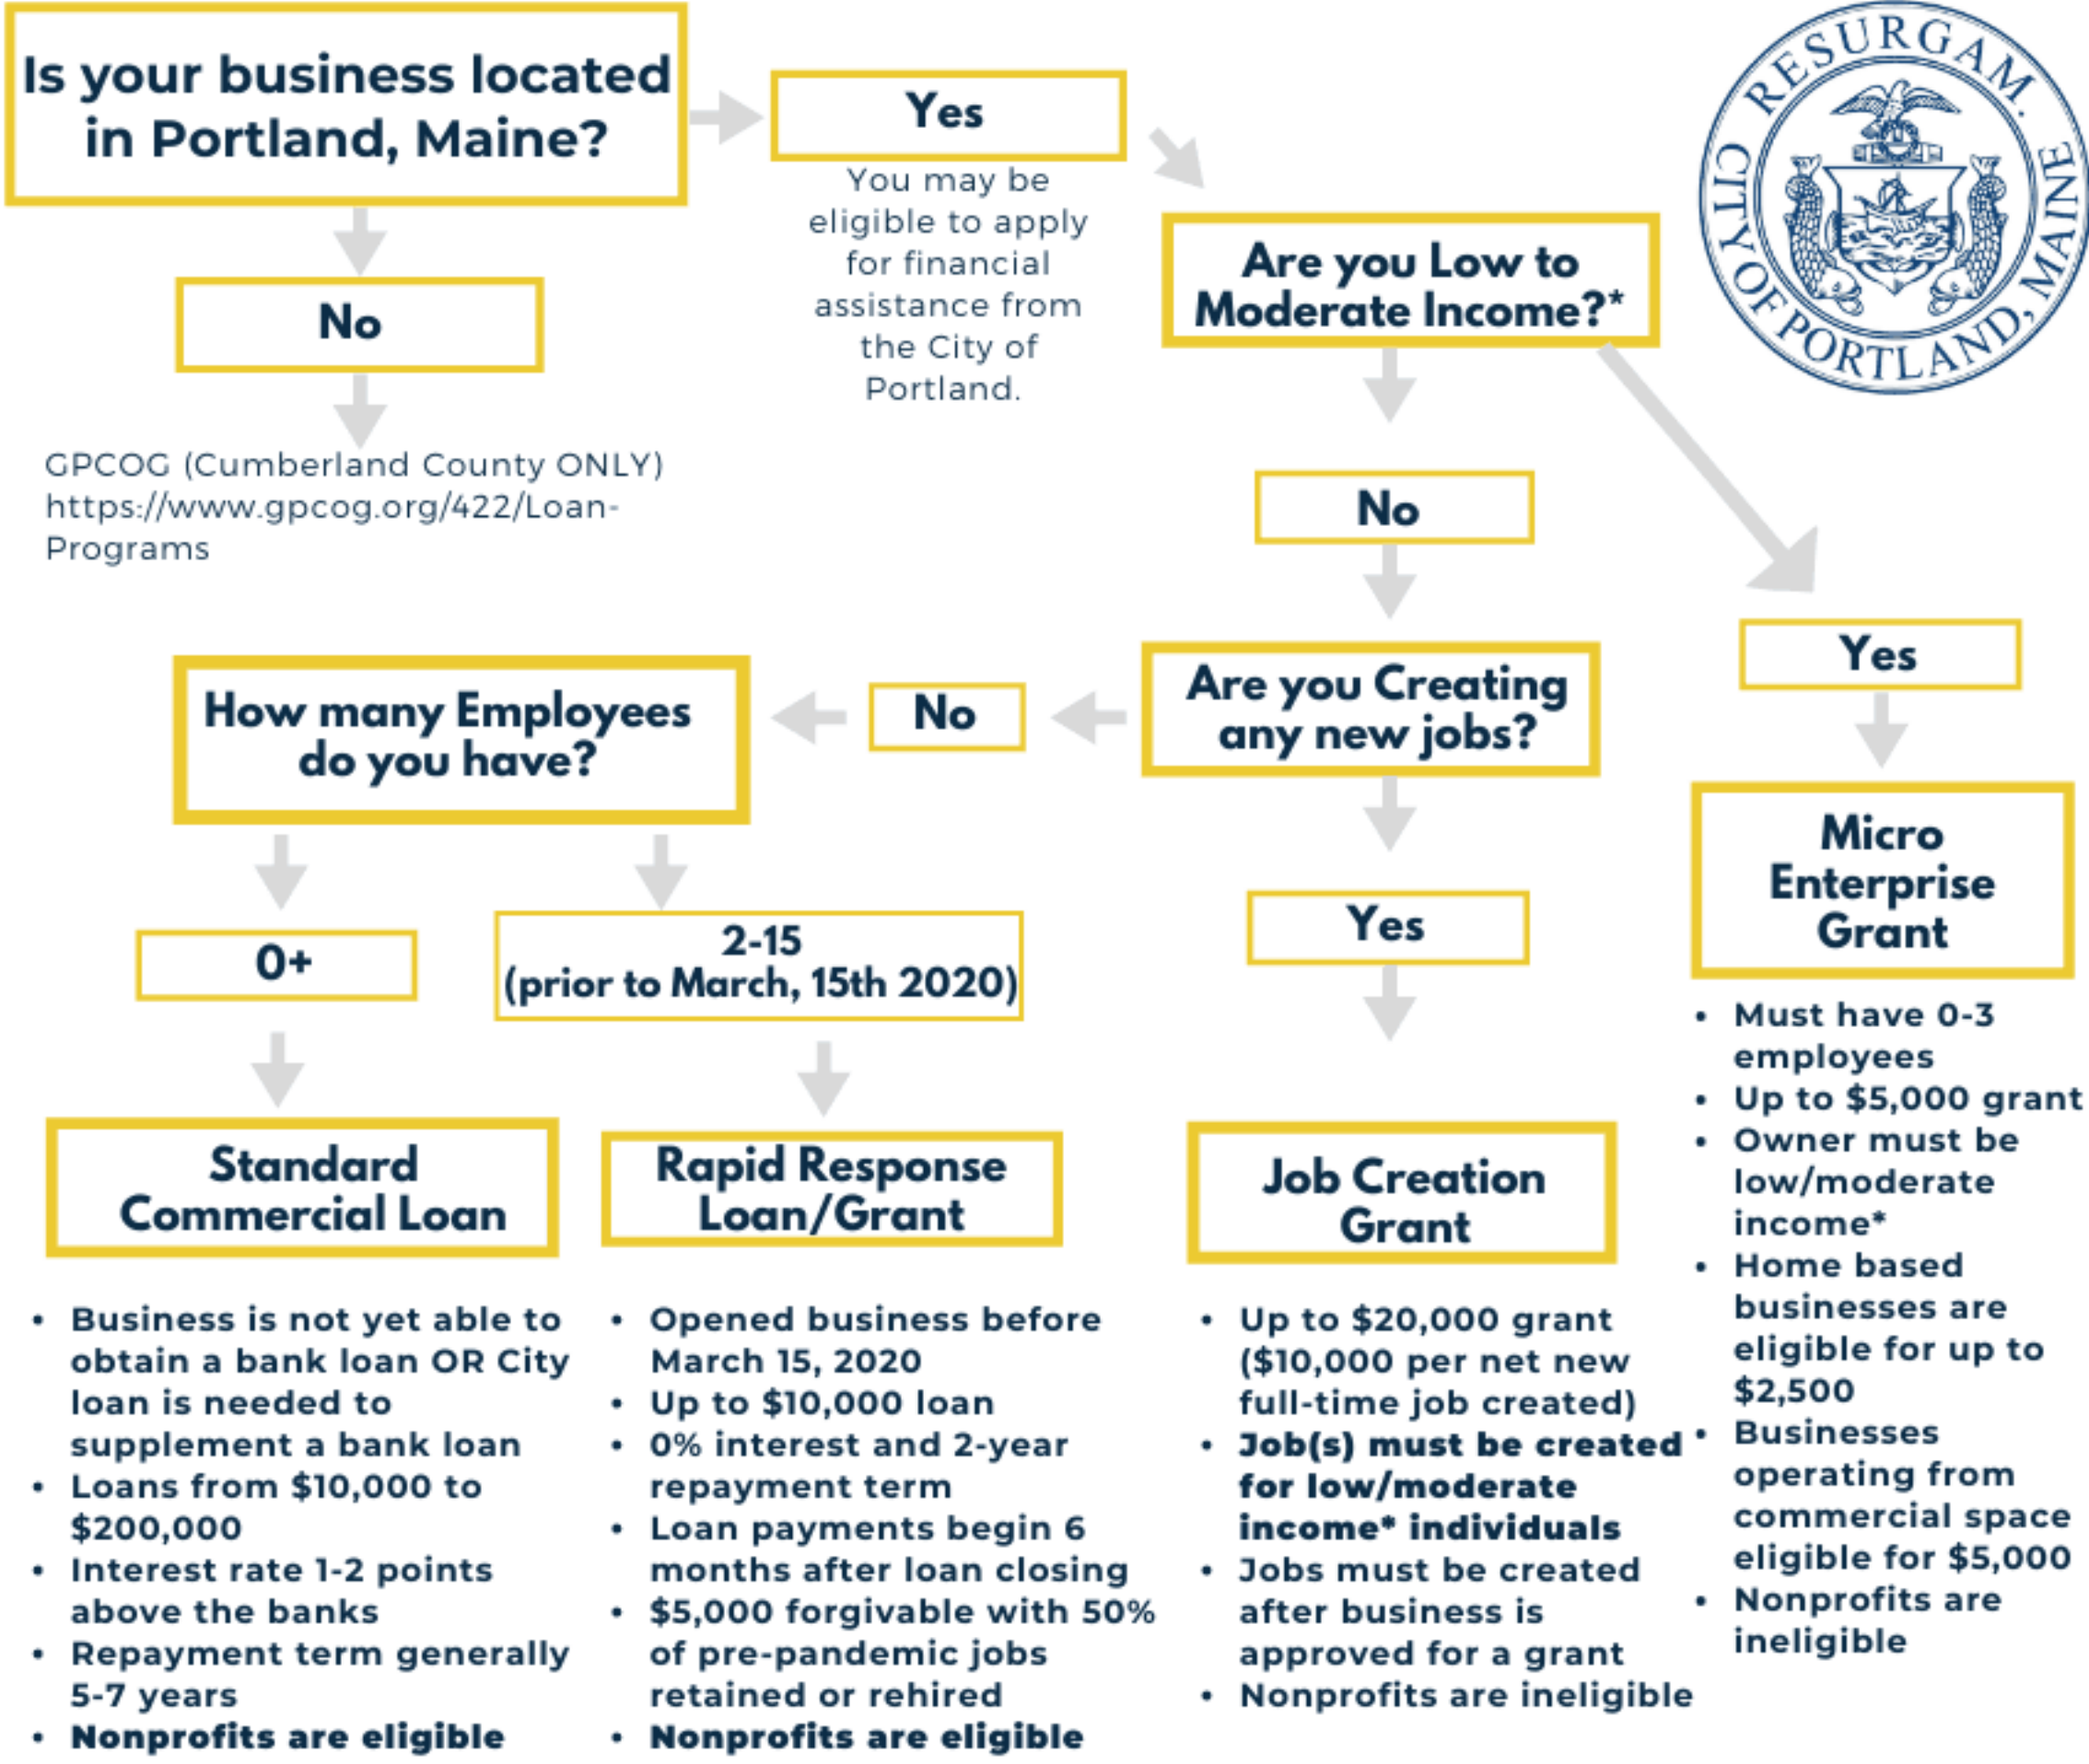 Is your business located
in Portland, Maine?
Yes
You may be
eligible to apply
for financial
assistance from
the City of
Portland.
RESURGAM.
CITY OF PORTLAND, MAINE
No
GPCOG (Cumberland County ONLY)
https://www.gpcog.org/422/Loan-
Programs
Are you Low to
Moderate Income?*
No
Yes
Are you Creating
any new jobs?
No
How many Employees
do you have?
0+
2-15
(prior to March, 15th 2020)
Yes
Standard
Commercial Loan
• Business is not yet able to
obtain a bank loan OR City
loan is needed to
supplement a bank loan
• Loans from $10,000 to
$200,000
• Interest rate 1-2 points
above the banks
• Repayment term generally
5-7 years
• Nonprofits are eligible
Rapid Response
Loan/Grant
• Opened business before
March 15, 2020
• Up to $10,000 loan
• 0% interest and 2-year
repayment term
• Loan payments begin 6
months after loan closing
• $5,000 forgivable with 50%
of pre-pandemic jobs
retained or rehired
• Nonprofits are eligible
Job Creation
Grant
• Up to $20,000 grant
($10,000 per net new
full-time job created)
• Job(s) must be created
for low/moderate
income* individuals
• Jobs must be created
after business is
approved for a grant
• Nonprofits are ineligible
Micro
Enterprise
Grant
• Must have 0-3
employees
• Up to $5,000 grant
• Owner must be
low/moderate
income*
• Home based
businesses are
eligible for up to
$2,500
• Businesses
operating from
commercial space
eligible for $5,000
• Nonprofits are
ineligible